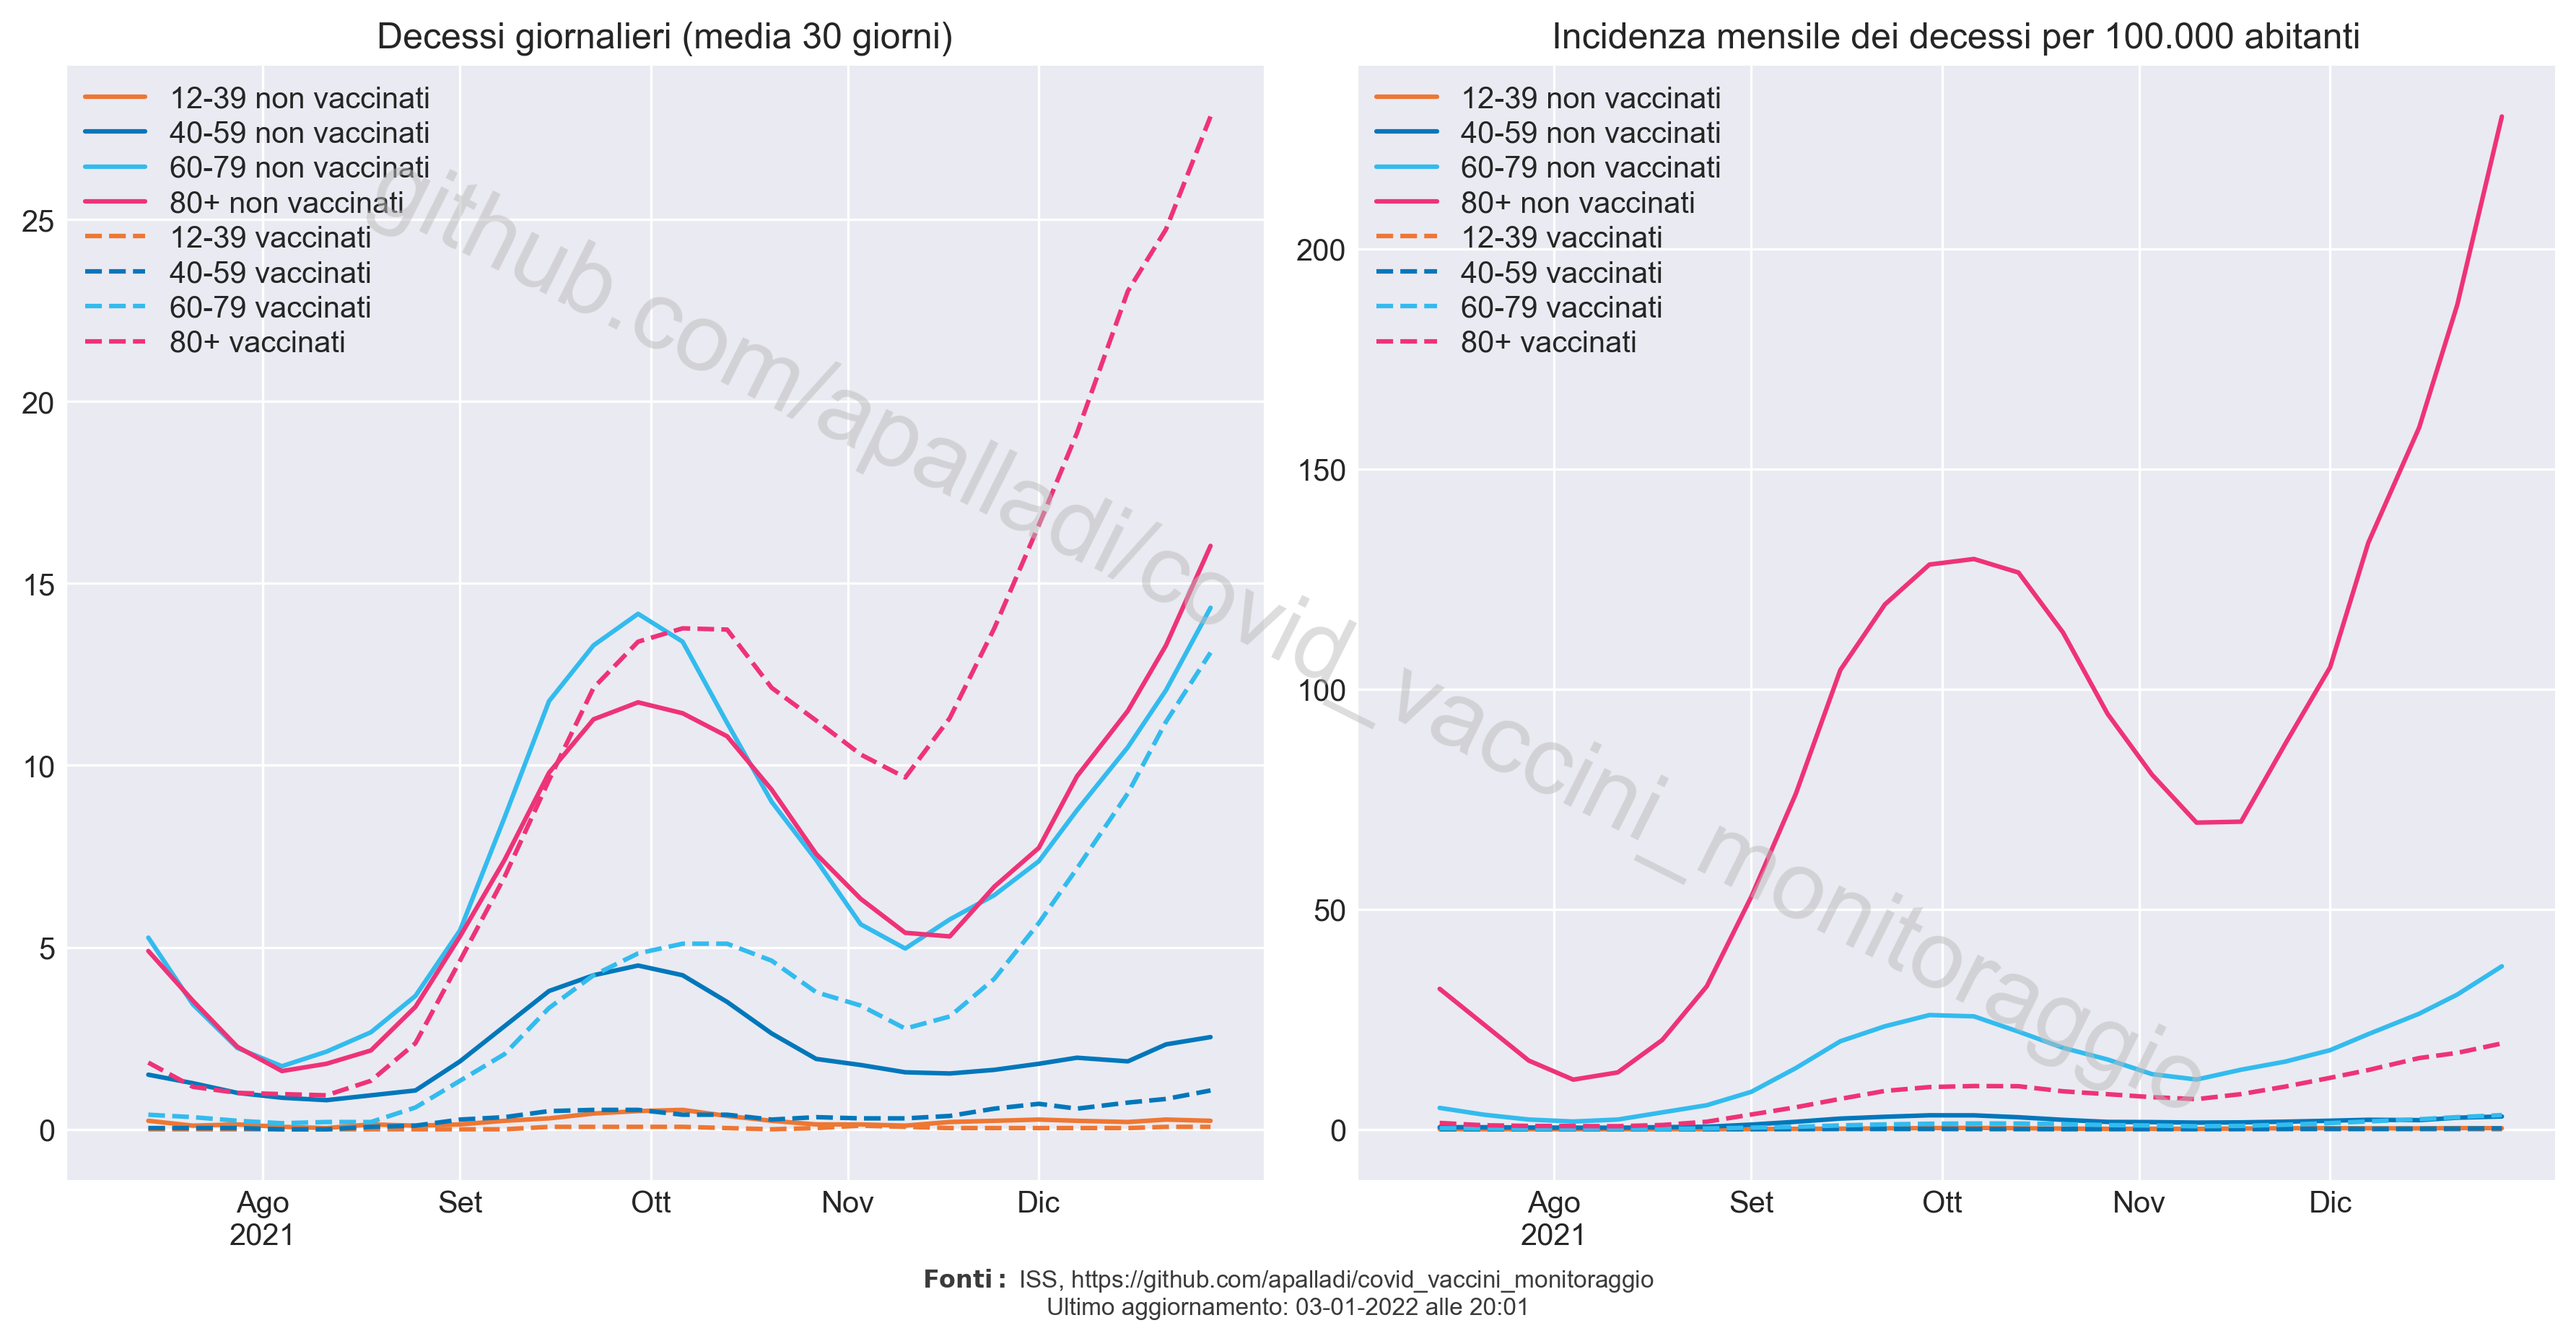 Decessi giornalieri (media 30 giorni)
12-39 non vaccinati
40-59 non vaccinati
60-79 non vaccinati
80+ non vaccinati
12-39 vaccinati
40-59 vaccinati
60-79 vaccinati
80+ vaccinati
25
20
15
10
5
0
Ago
2021
Set
Ott
Nov
Dic
Incidenza mensile dei decessi per 100.000 abitanti
12-39 non vaccinati
40-59 non vaccinati
60-79 non vaccinati
80+ non vaccinati
12-39 vaccinati
40-59 vaccinati
60-79 vaccinati
80+ vaccinati
200
150
100
50
0
Ago
2021
Set
Ott
Nov
Dic
github.com/apalladi/covid_vaccini_monitoraggio
Fonti: ISS, https://github.com/apalladi/covid_vaccini_monitoraggio
Ultimo aggiornamento: 03-01-2022 alle 20:01